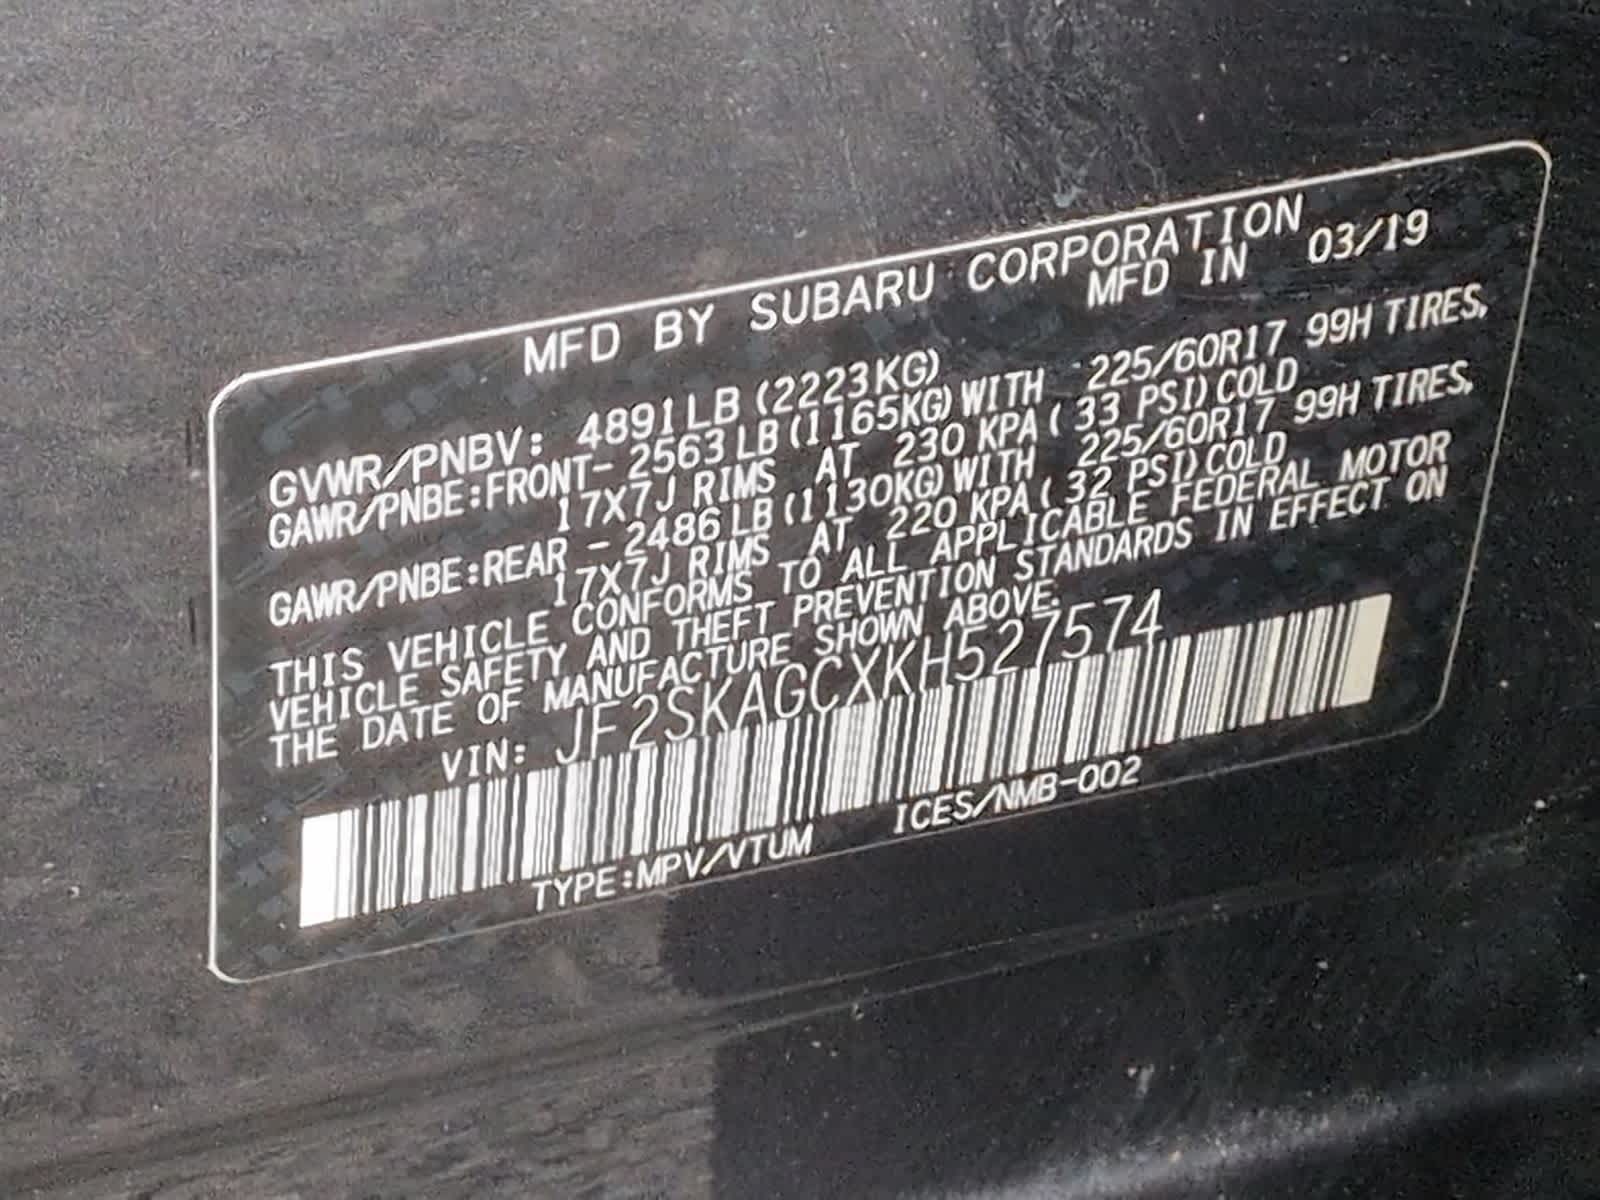 MFD BY SUBARU CORPORATION
MFD IN 03/19
GVWR/PNBV: 4891LB (2223KG)
GAWR/PNBE:FRONT- 2563 LB (1165KG) WITH 225/60R17 99H TIRES,
17X7J RIMS AT 230 KPA ( 33 PSI) COLD
GAWR/PNBE:REAR - 2486 LB (1130KG) WITH 225/60R17 99H TIRES,
17X7J RIMS AT 220 KPA ( 32 PSI) COLD
THIS VEHICLE CONFORMS TO ALL APPLICABLE FEDERAL MOTOR
VEHICLE SAFETY AND THEFT PREVENTION STANDARDS IN EFFECT ON
THE DATE OF MANUFACTURE SHOWN ABOVE.
VIN: JF2SKAGCXKH527574
TYPE:MPV/VTUM ICES/NMB-002